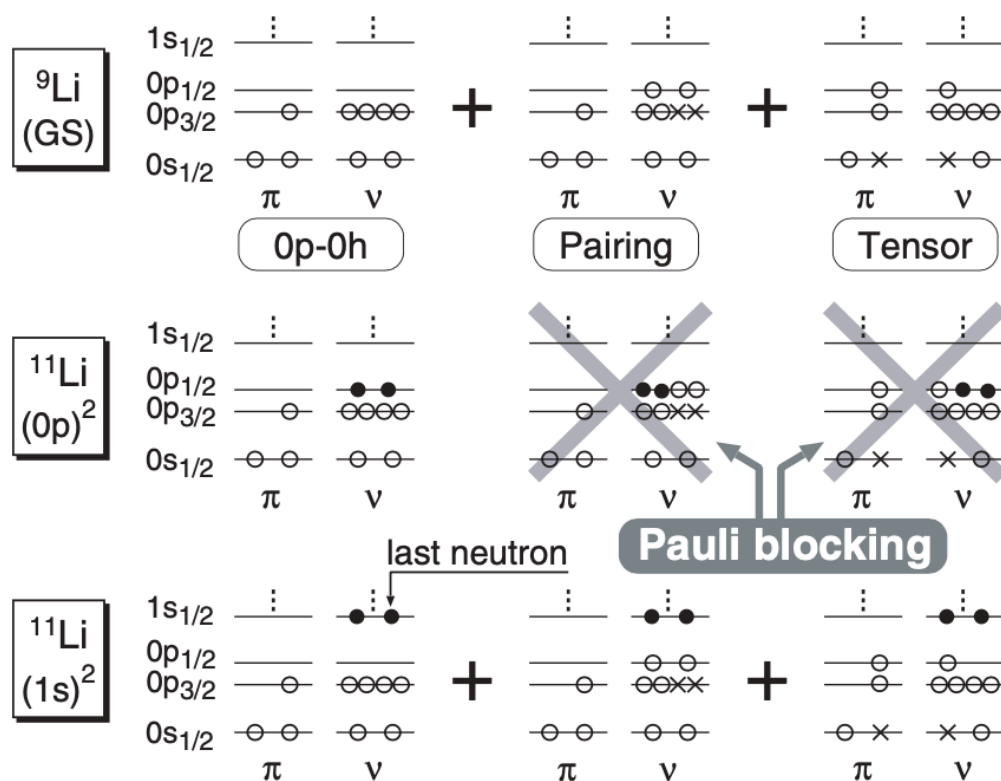 ⁹Li
(GS)
1s1/2
0p1/2
0p3/2
0s1/2
π ν π ν π ν
0p-0h Pairing Tensor
¹¹Li
(0p)²
1s1/2
0p1/2
0p3/2
0s1/2
π ν π ν π ν
Pauli blocking
last neutron
¹¹Li
(1s)²
1s1/2
0p1/2
0p3/2
0s1/2
π ν π ν π ν